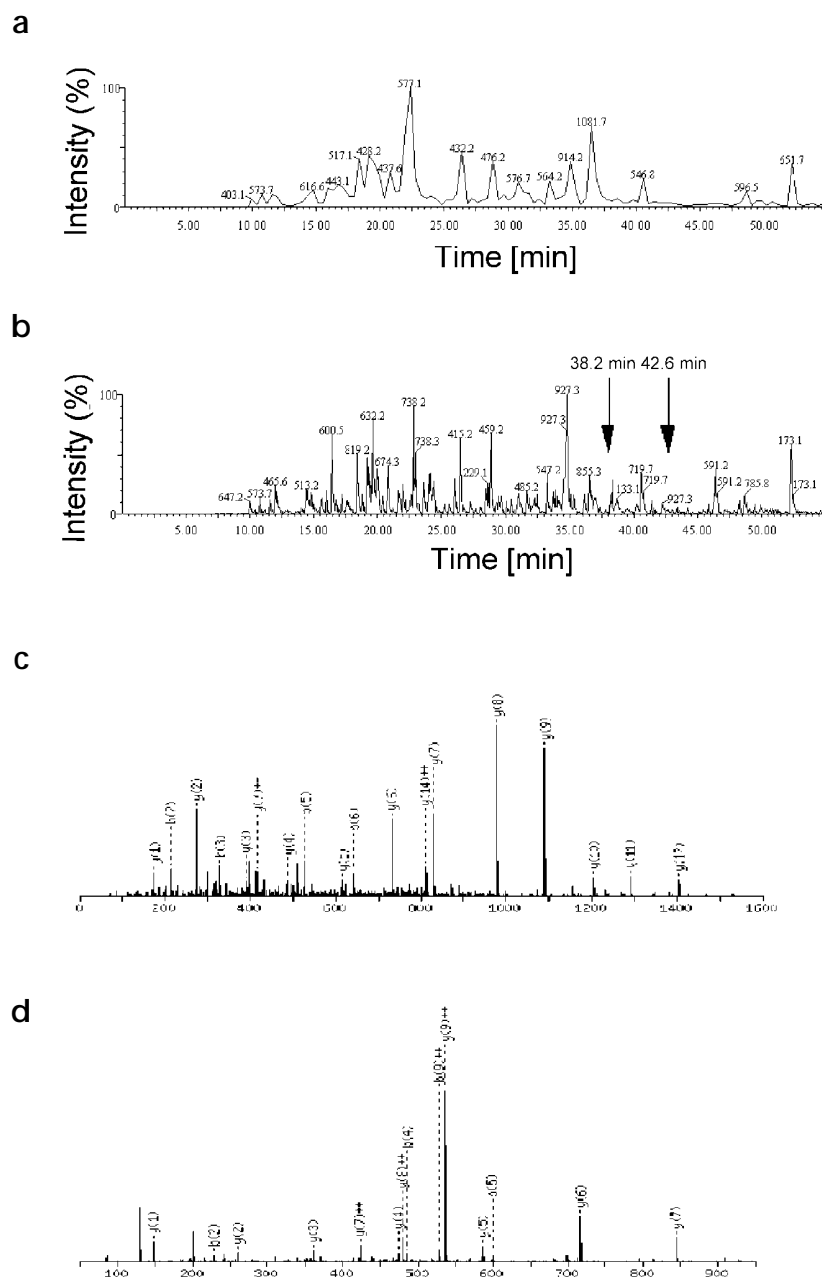 a
Intensity (%)
100
0
403.1
573.7
616.6
443.1
517.1
428.2
437.6
577.1
432.2
476.2
576.7
564.2
914.2
1081.7
546.8
596.5
651.7
5.00 10.00 15.00 20.00 25.00 30.00 35.00 40.00 45.00 50.00
Time [min]
b
38.2 min 42.6 min
Intensity (%)
100
0
647.2
573.7
465.6
513.2
600.5
819.2
632.2
674.3
738.2
738.3
415.2
229.1
459.2
485.2
547.2
927.3
927.3
855.3
133.1
719.7
719.7
927.3
591.2
591.2
785.8
173.1
173.1
5.00 10.00 15.00 20.00 25.00 30.00 35.00 40.00 45.00 50.00
Time [min]
c
y(1)
b(2)
y(2)
b(3)
y(3)
y(7)++
y(4)
b(5)
b(6)
y(6)
y(14)++
y(7)
y(8)
y(9)
y(10)
y(11)
y(12)
0 200 400 600 800 1000 1200 1400 1600
d
y(1)
b(2)
y(2)
y(3)
y(7)++
y(4)
y(8)++
b(4)
b(9)++
y(9)++
y(5)
b(5)
y(6)
y(7)
100 200 300 400 500 600 700 800 900